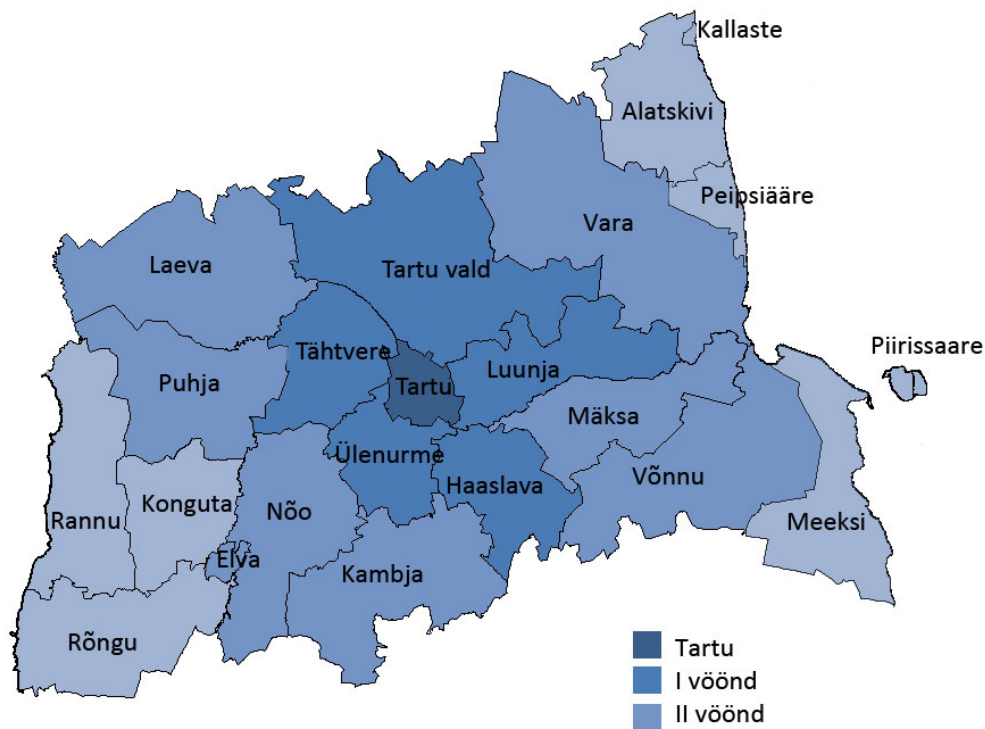 Kallaste
Alatskivi
Peipsiääre
Vara
Laeva
Tartu vald
Piirissaare
Tähtvere
Luunja
Puhja
Tartu
Mäksa
Ülenurme
Võnnu
Haaslava
Konguta
Nõo
Rannu
Meeksi
Elva
Kambja
Rõngu
Tartu
I vöönd
II vöönd